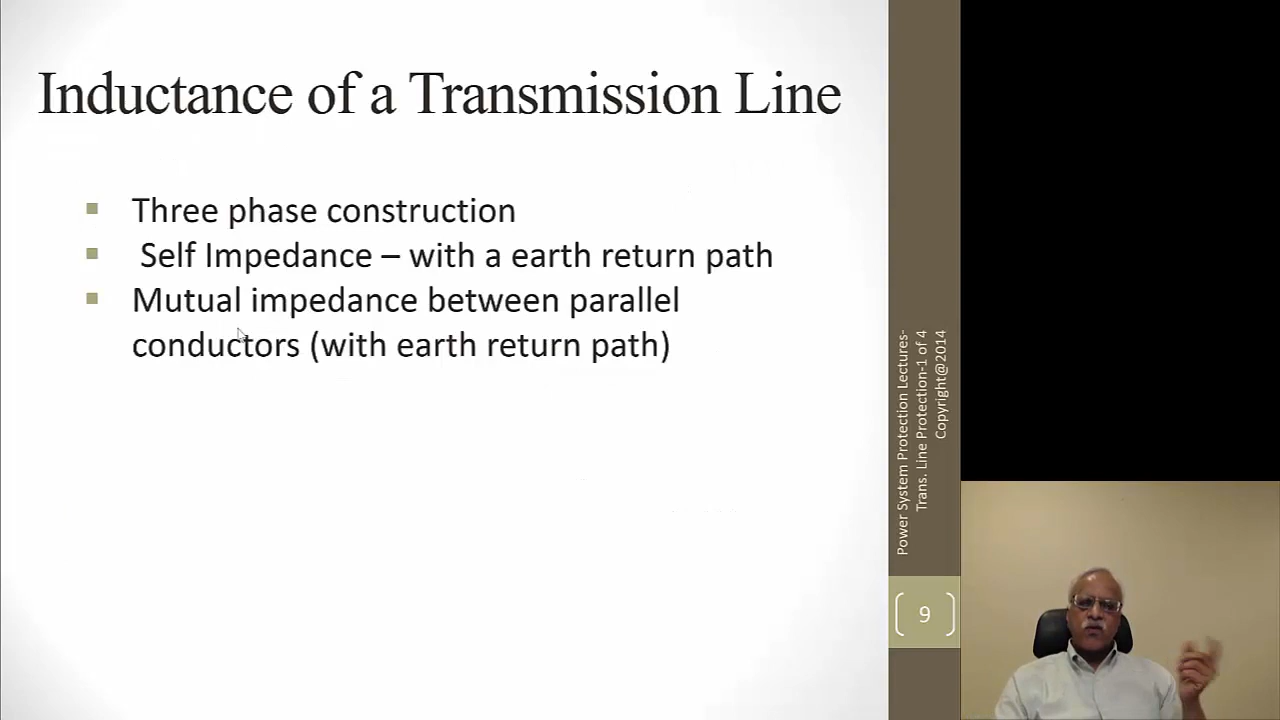 Inductance of a Transmission Line
Three phase construction
Self Impedance – with a earth return path
Mutual impedance between parallel
conductors (with earth return path)
Power System Protection Lectures-
Trans. Line Protection-1 of 4
Copyright@2014
9